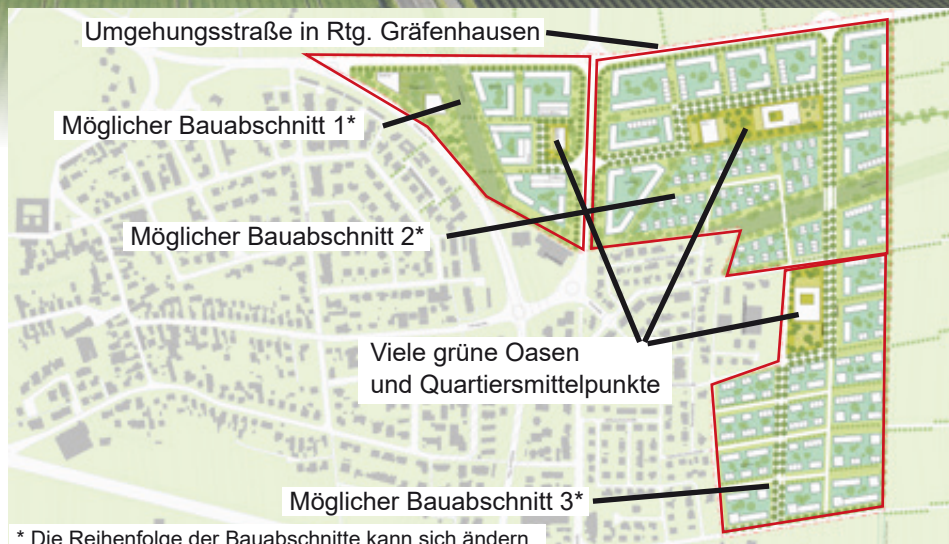 Umgehungsstraße in Rtg. Gräfenhausen
Möglicher Bauabschnitt 1*
Möglicher Bauabschnitt 2*
Viele grüne Oasen
und Quartiersmittelpunkte
Möglicher Bauabschnitt 3*
* Die Reihenfolge der Bauabschnitte kann sich ändern